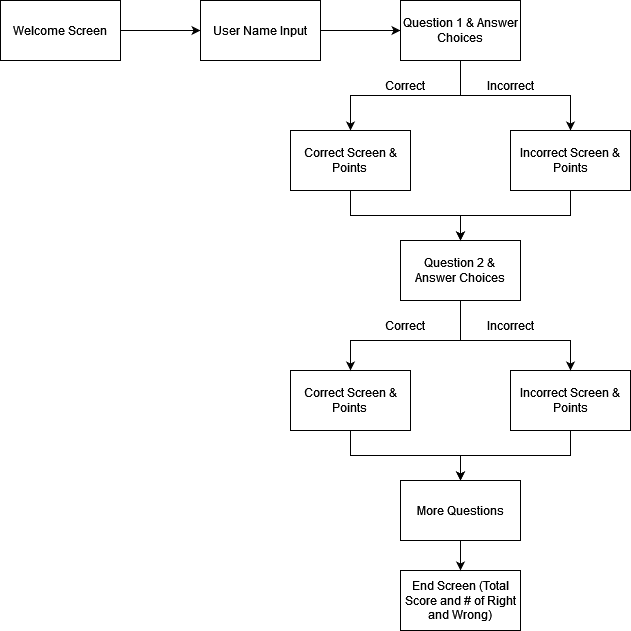 Welcome Screen
User Name Input
Question 1 & Answer
Choices
Correct
Incorrect
Correct Screen &
Points
Incorrect Screen &
Points
Question 2 &
Answer Choices
Correct
Incorrect
Correct Screen &
Points
Incorrect Screen &
Points
More Questions
End Screen (Total
Score and # of Right
and Wrong)